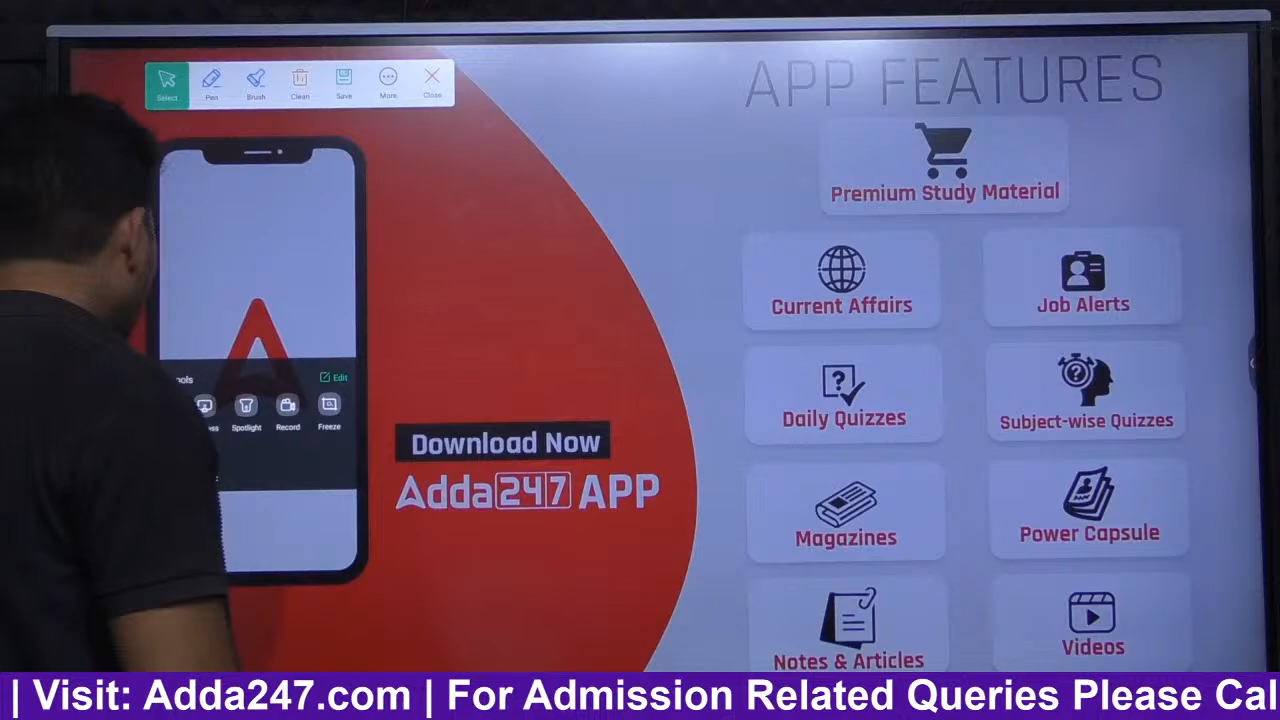 Select Pen Brush Clean Save More Close
APP FEATURES
Premium Study Material
Current Affairs
Job Alerts
Daily Quizzes
Subject-wise Quizzes
Magazines
Power Capsule
Notes & Articles
Videos
Edit
Spotlight Record Freeze
Download Now
Adda247 APP
| Visit: Adda247.com | For Admission Related Queries Please Cal